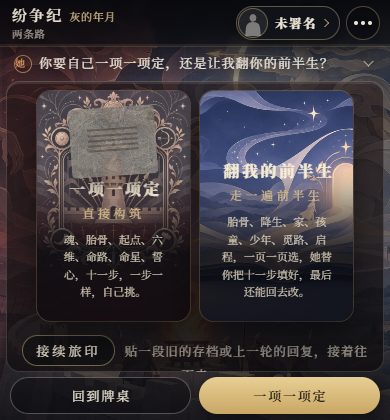 纷争纪 灰的年月
两条路
未署名
她 你要自己一项一项定，还是让我翻你的前半生？
一项一项定
直接构筑
魂、胎骨、起点、六
维、命路、命星、誓
心，十一步，一步一
样，自己挑。
翻我的前半生
走一遍前半生
胎骨、降生、家、孩
童、少年、觅路、启
程，一页一页选，她替
你把十一步填好，最后
还能回去改。
接续旅印
贴一段旧的存档或上一轮的回复，接着往
回到牌桌
一项一项定